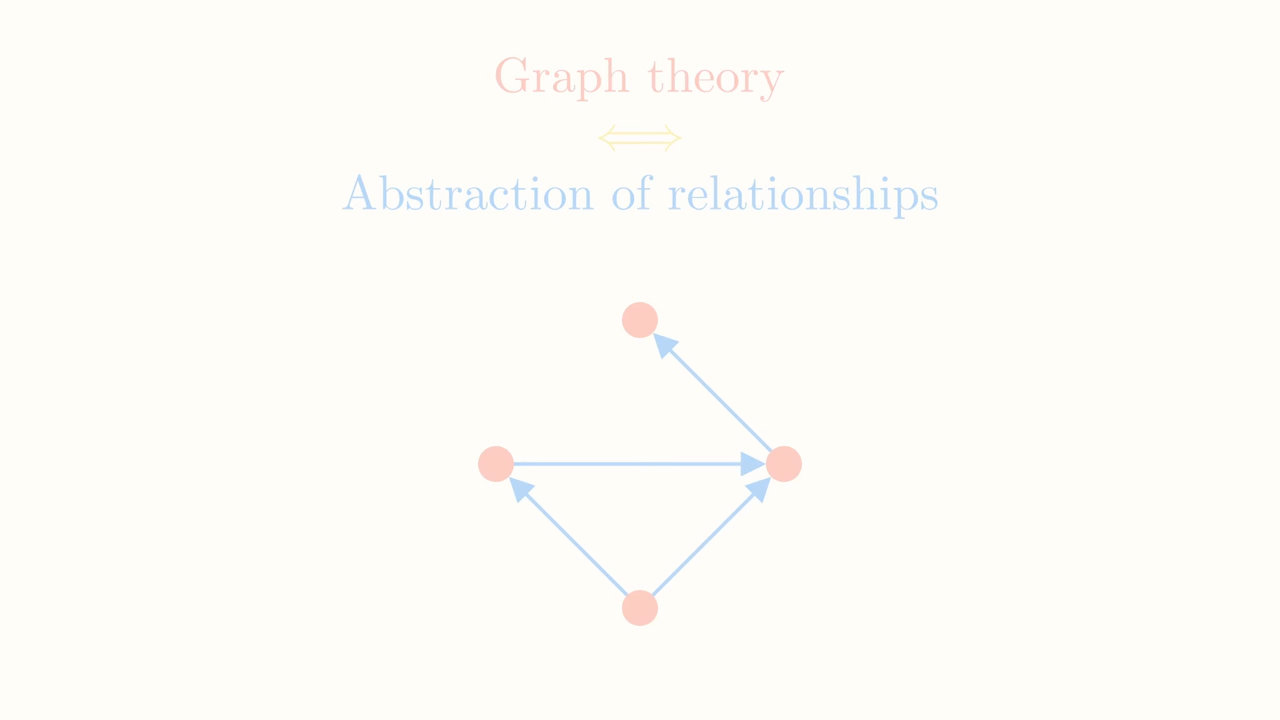 Graph theory
⟺
Abstraction of relationships